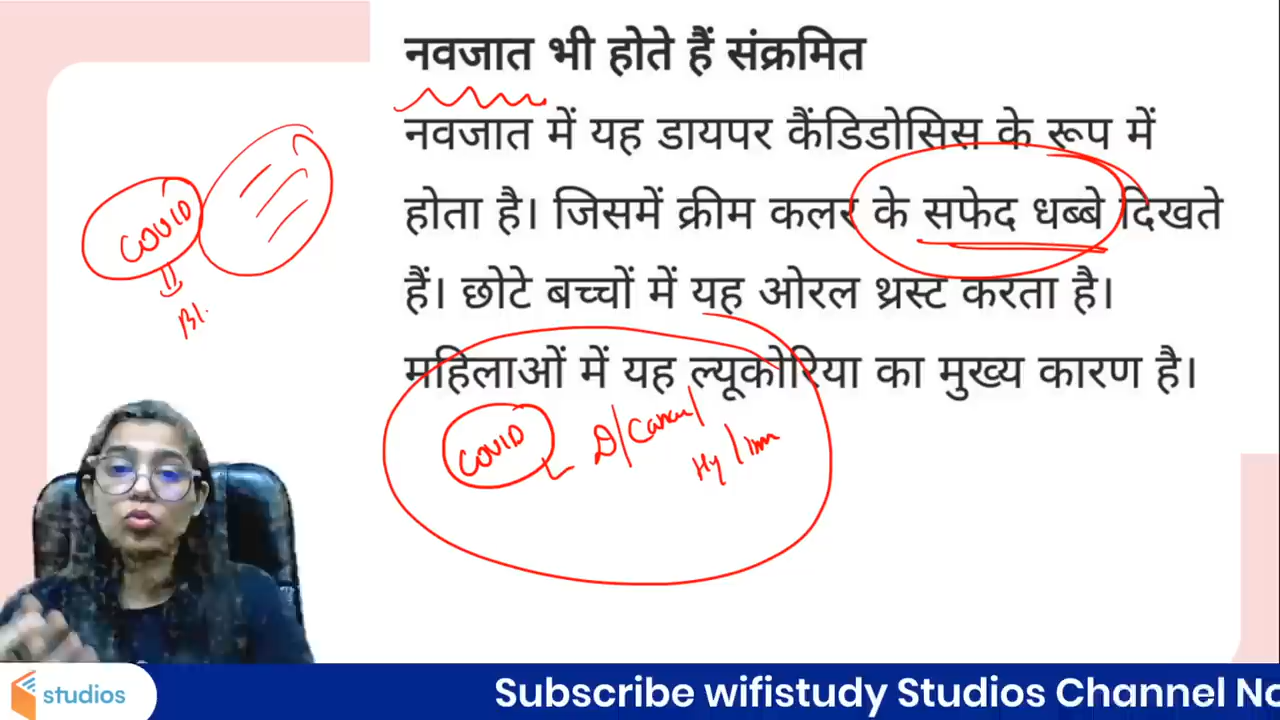 नवजात भी होते हैं संक्रमित
नवजात में यह डायपर कैंडिडोसिस के रूप में
होता है। जिसमें क्रीम कलर के सफेद धब्बे दिखते
हैं। छोटे बच्चों में यह ओरल थ्रस्ट करता है।
महिलाओं में यह ल्यूकोरिया का मुख्य कारण है।
COVID
COVID
studios
Subscribe wifistudy Studios Channel No